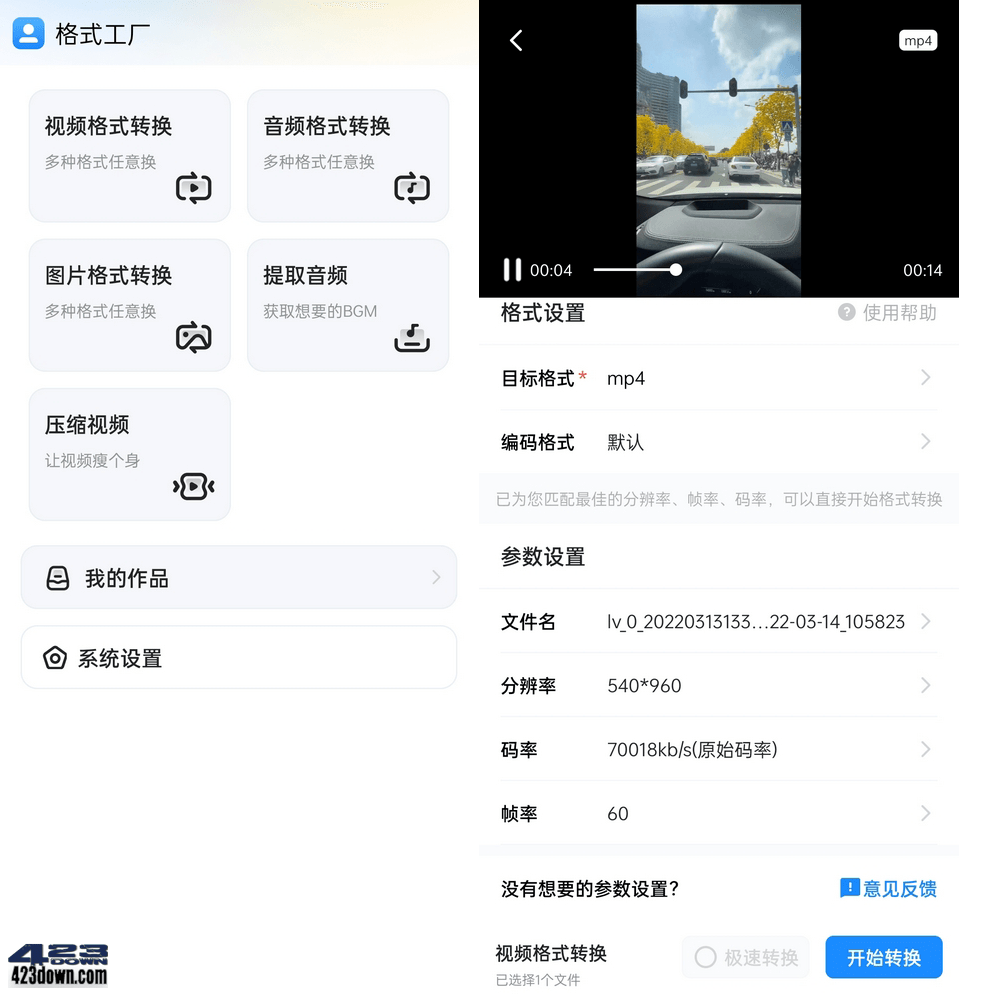 格式工厂
视频格式转换
多种格式任意换
音频格式转换
多种格式任意换
图片格式转换
多种格式任意换
提取音频
获取想要的BGM
压缩视频
让视频瘦个身
我的作品
系统设置
423
DOWN
423down.com
mp4
00:04
00:14
格式设置
? 使用帮助
目标格式* mp4
编码格式 默认
已为您匹配最佳的分辨率、帧率、码率，可以直接开始格式转换
参数设置
文件名 lv_0_20220313133...22-03-14_105823
分辨率 540*960
码率 70018kb/s(原始码率)
帧率 60
没有想要的参数设置?
意见反馈
视频格式转换
已选择1个文件
极速转换
开始转换